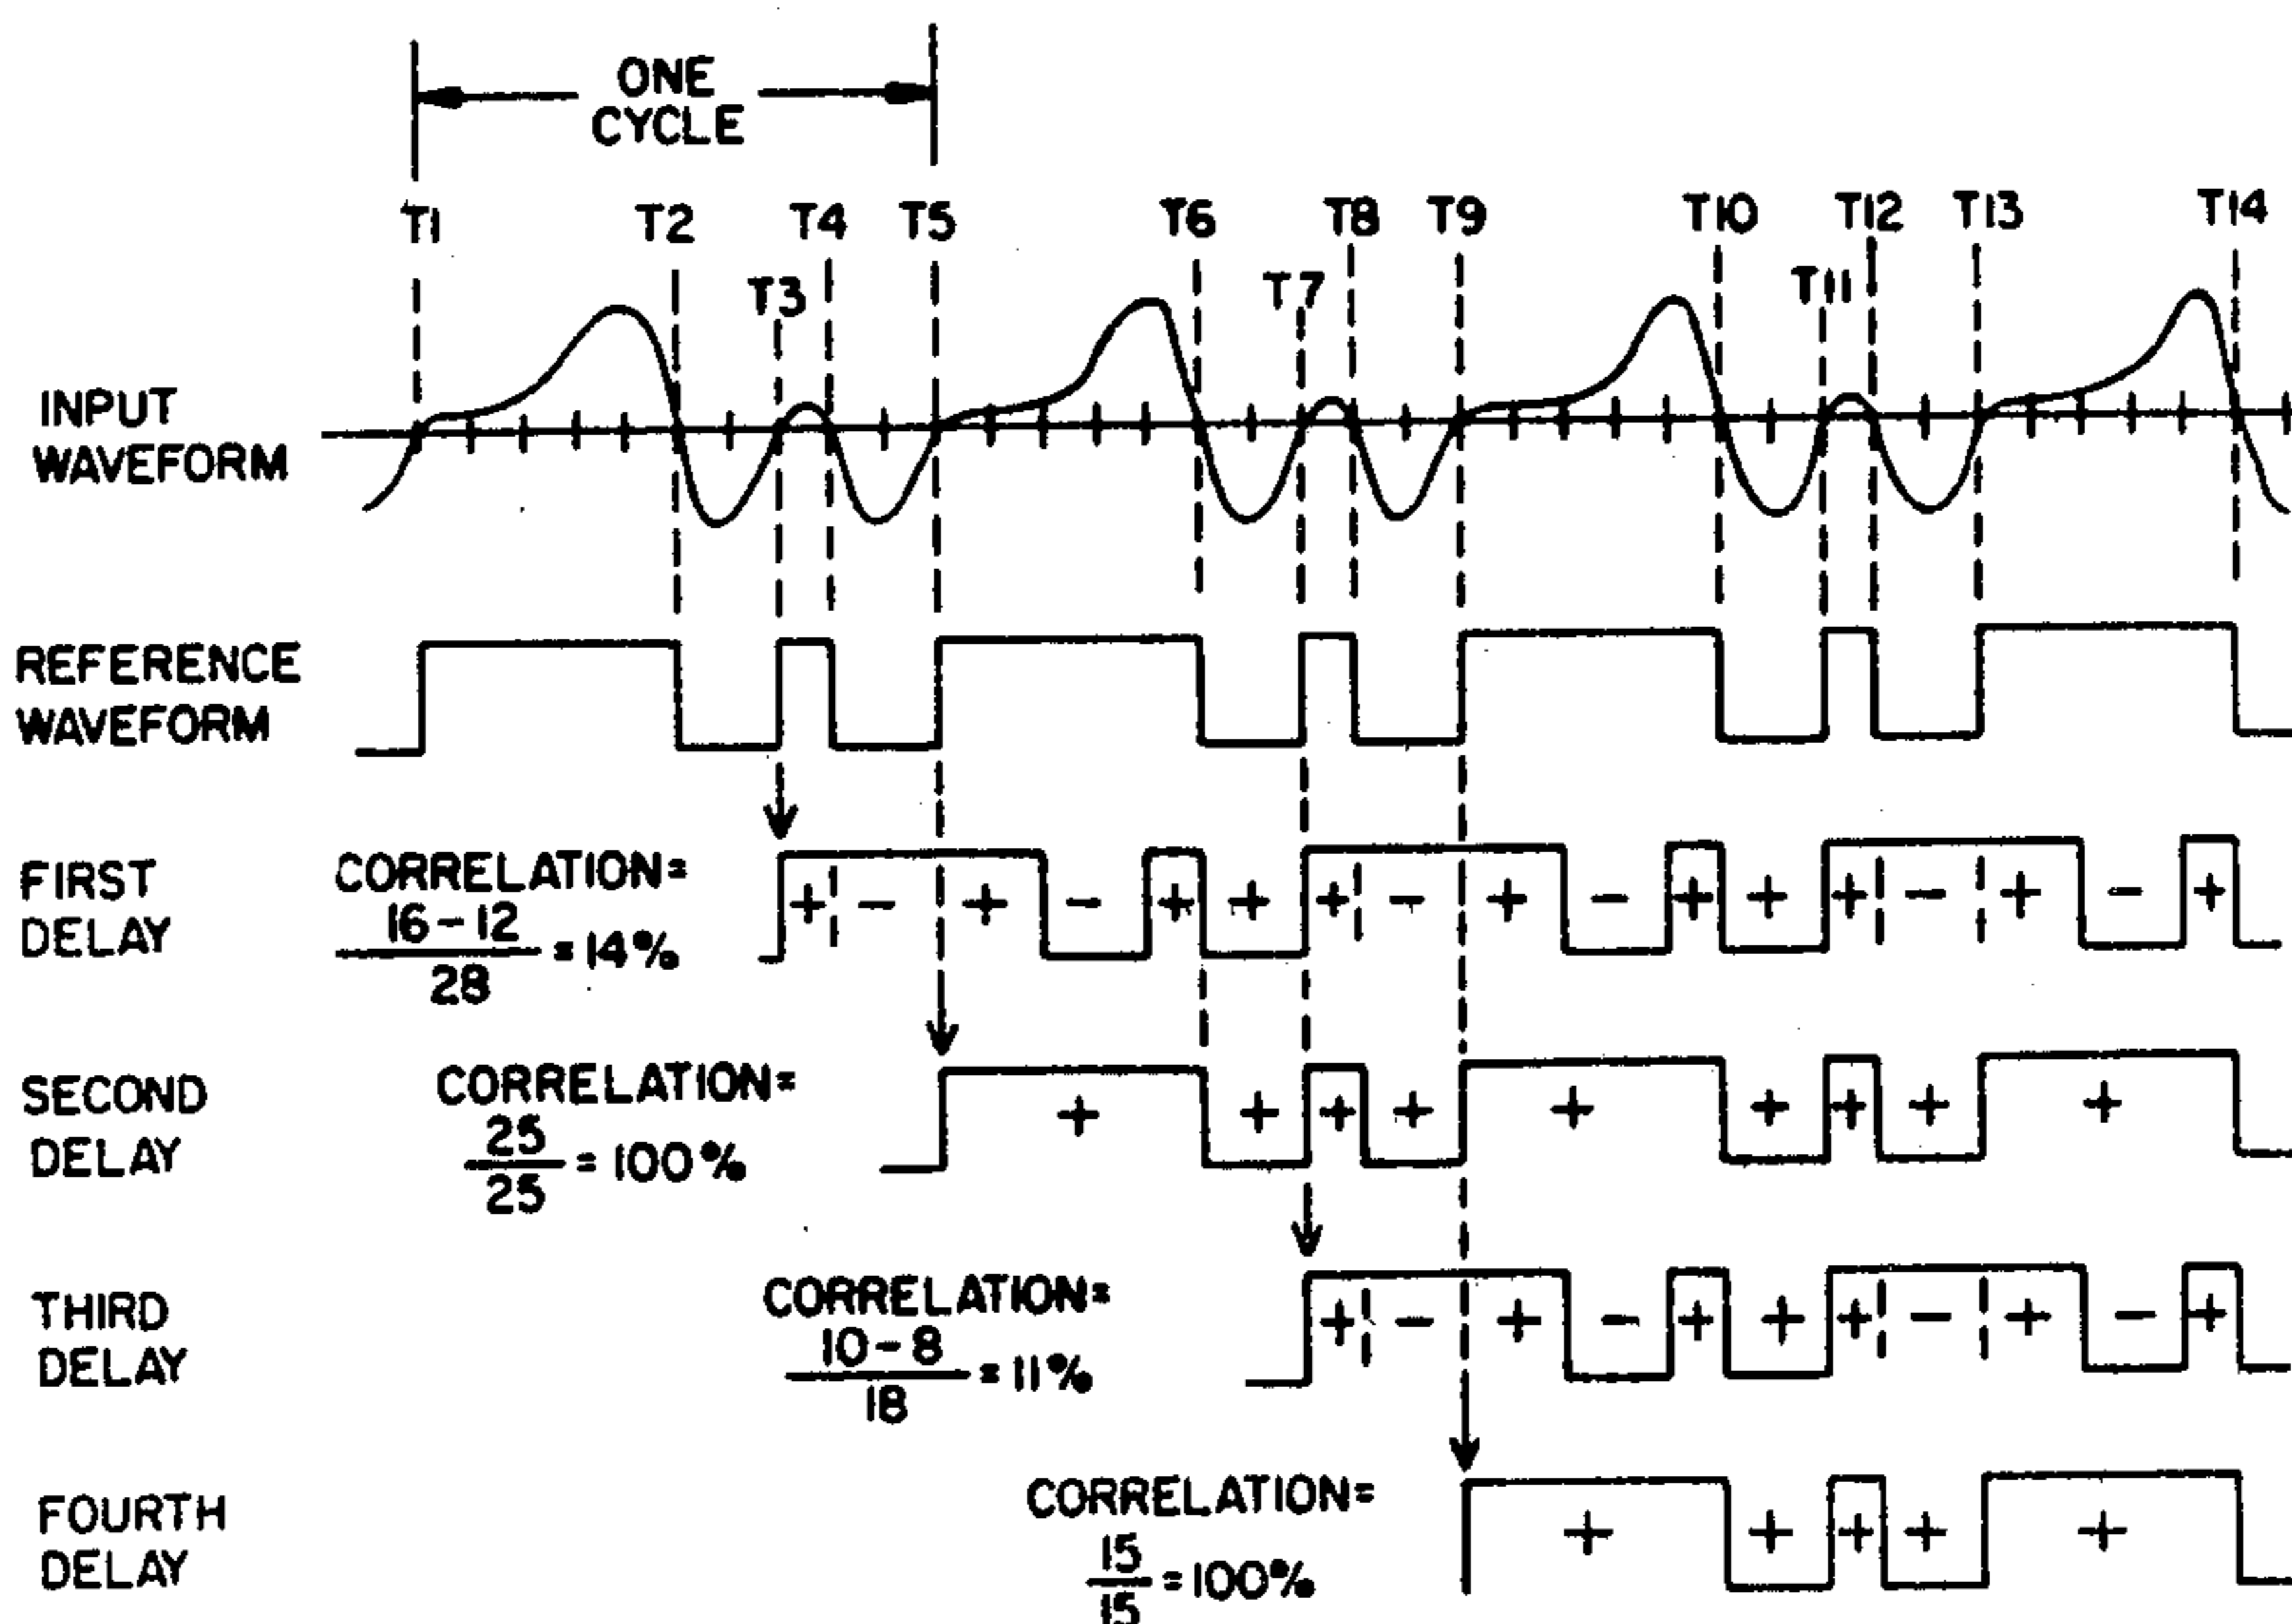 ONE
CYCLE
T1 T2 T4 T5 T6 T8 T9 T10 T12 T13 T14
T3 T7 T11
INPUT
WAVEFORM
REFERENCE
WAVEFORM
FIRST
DELAY
CORRELATION=
16-12
28
=14%
+ - + - + + + - + - + + + - + - +
SECOND
DELAY
CORRELATION=
25
25
=100%
+ + + + + + + + +
THIRD
DELAY
CORRELATION=
10-8
18
=11%
+ - + - + + + - + - +
FOURTH
DELAY
CORRELATION=
15
15
=100%
+ + + + +